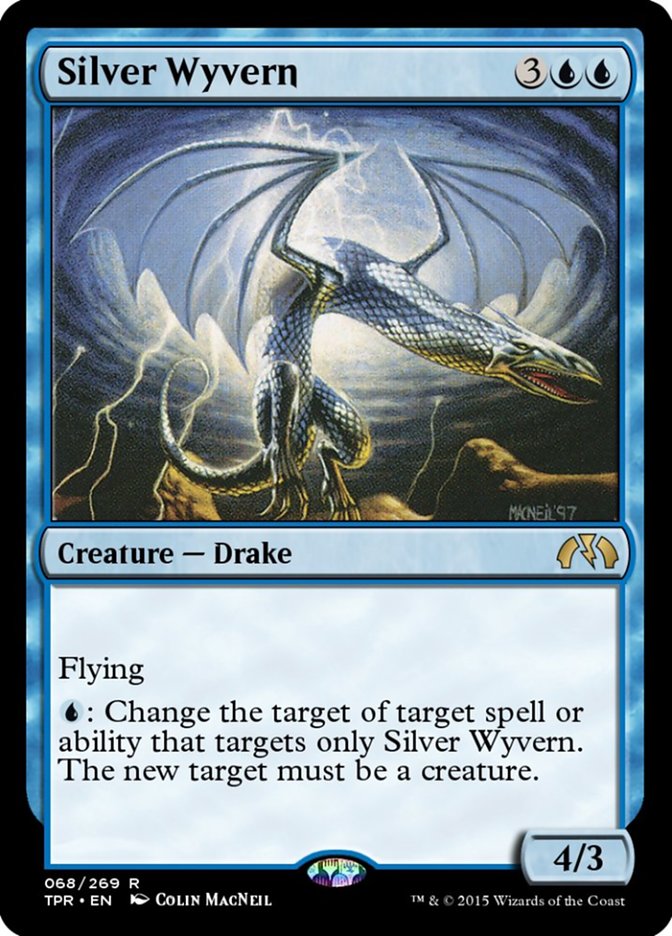 Silver Wyvern 3
MACNEIL '97
Creature — Drake
Flying
: Change the target of target spell or
ability that targets only Silver Wyvern.
The new target must be a creature.
4/3
068/269 R
TPR • EN COLIN MACNEIL
™ & © 2015 Wizards of the Coast